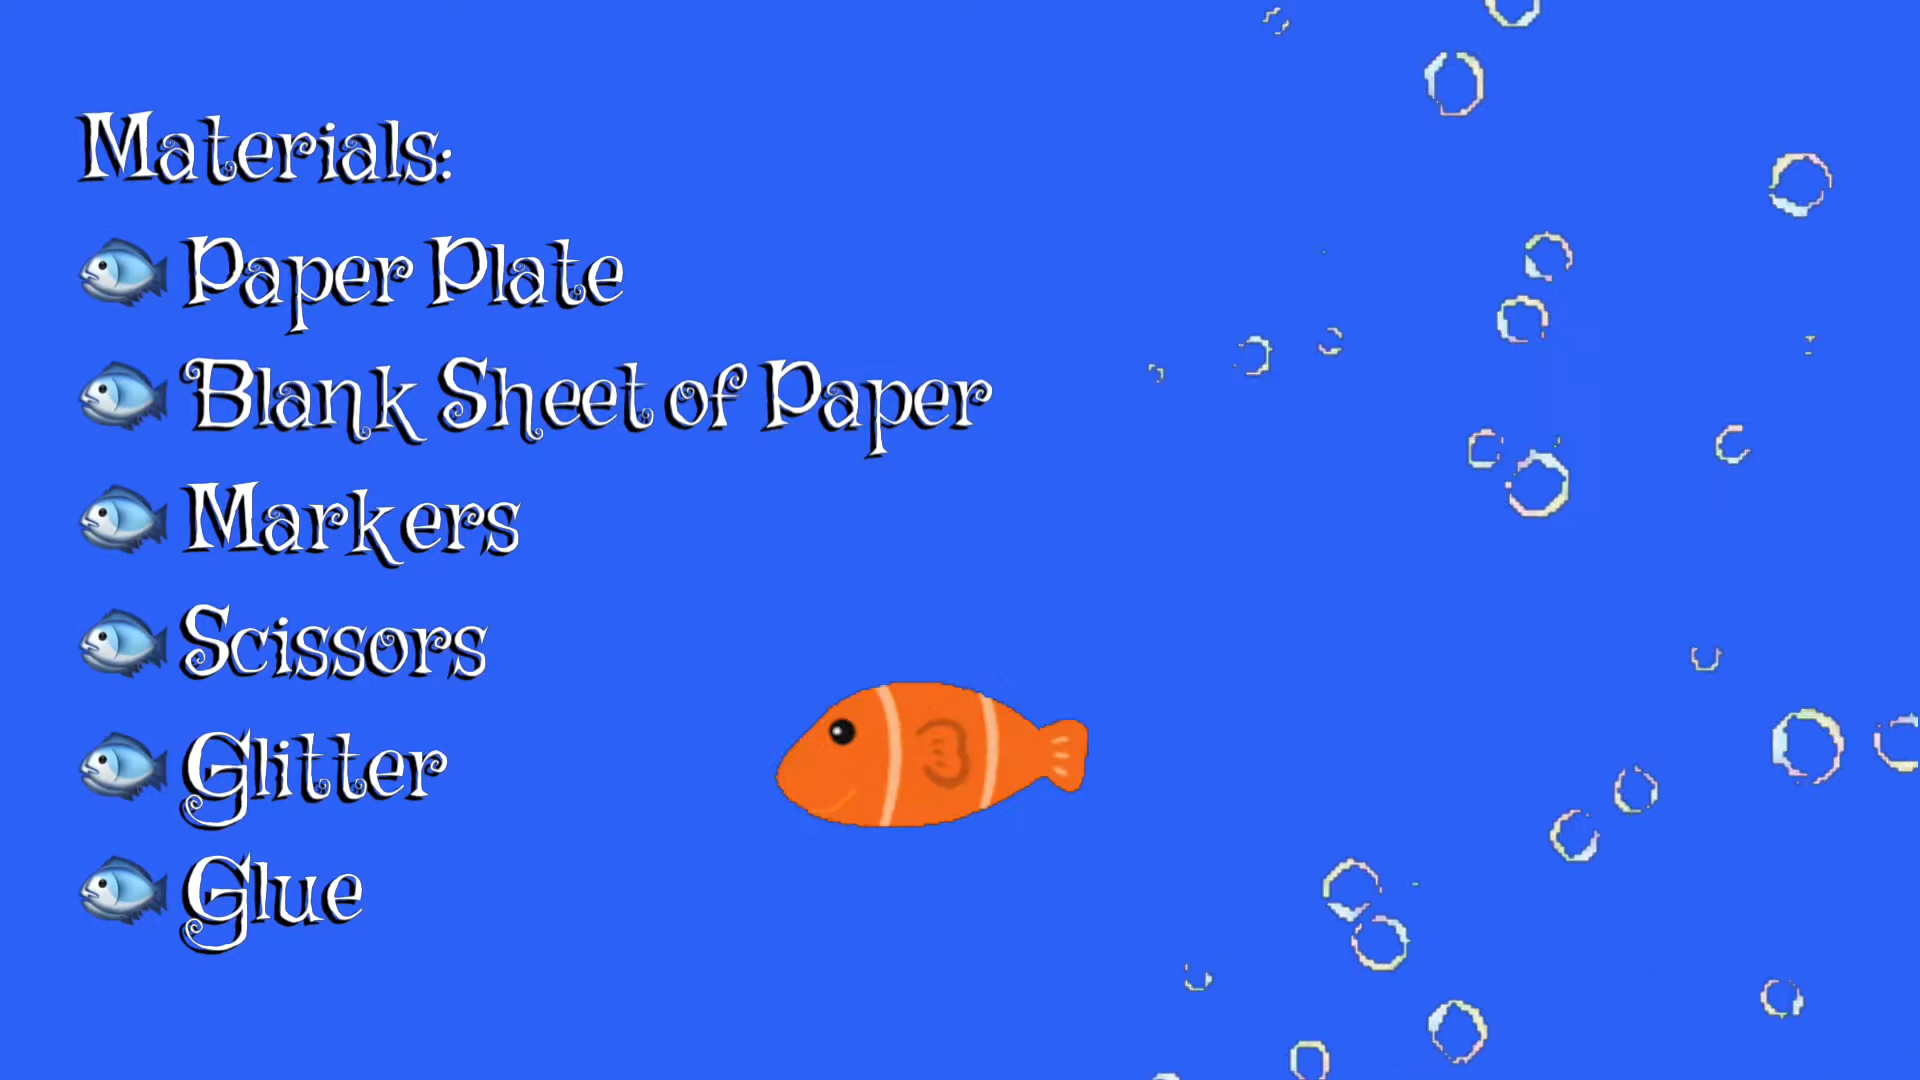 Materials:
🐟 Paper Plate
🐟 Blank Sheet of Paper
🐟 Markers
🐟 Scissors
🐟 Glitter
🐟 Glue